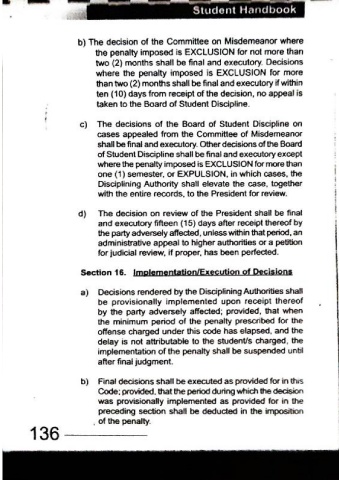 Student Handbook
b) The decision of the Committee on Misdemeanor where
the penalty imposed is EXCLUSION for not more than
two (2) months shall be final and executory. Decisions
where the penalty imposed is EXCLUSION for more
than two (2) months shall be final and executory if within
ten (10) days from receipt of the decision, no appeal is
taken to the Board of Student Discipline.
c) The decisions of the Board of Student Discipline on
cases appealed from the Committee of Misdemeanor
shall be final and executory. Other decisions of the Board
of Student Discipline shall be final and executory except
where the penalty imposed is EXCLUSION for more than
one (1) semester, or EXPULSION, in which cases, the
Disciplining Authority shall elevate the case, together
with the entire records, to the President for review.
d) The decision on review of the President shall be final
and executory fifteen (15) days after receipt thereof by
the party adversely affected, unless within that period, an
administrative appeal to higher authorities or a petition
for judicial review, if proper, has been perfected.
Section 16. Implementation/Execution of Decisions
a) Decisions rendered by the Disciplining Authorities shall
be provisionally implemented upon receipt thereof
by the party adversely affected; provided, that when
the minimum period of the penalty prescribed for the
offense charged under this code has elapsed, and the
delay is not attributable to the student/s charged, the
implementation of the penalty shall be suspended until
after final judgment.
b) Final decisions shall be executed as provided for in this
Code; provided, that the period during which the decision
was provisionally implemented as provided for in the
preceding section shall be deducted in the imposition
of the penalty.
136